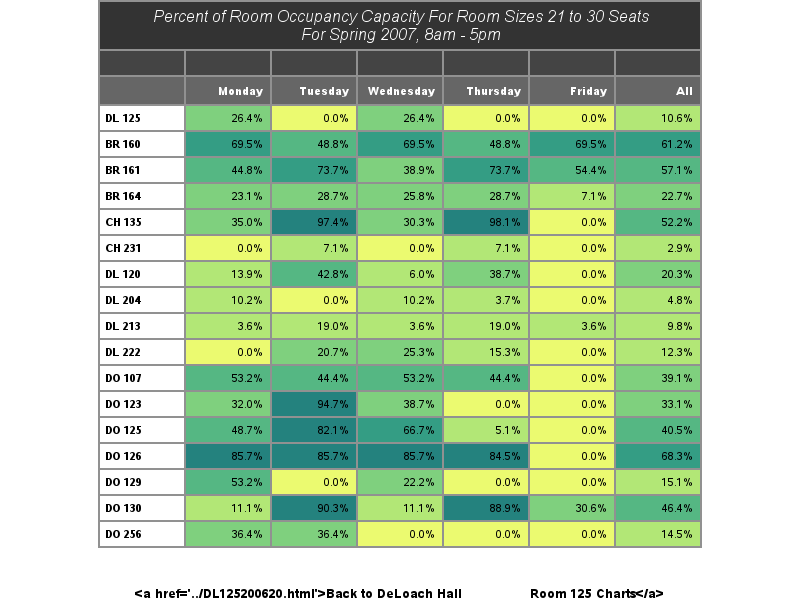 Percent of Room Occupancy Capacity For Room Sizes 21 to 30 Seats
For Spring 2007, 8am - 5pm
Monday Tuesday Wednesday Thursday Friday All
DL 125 26.4% 0.0% 26.4% 0.0% 0.0% 10.6%
BR 160 69.5% 48.8% 69.5% 48.8% 69.5% 61.2%
BR 161 44.8% 73.7% 38.9% 73.7% 54.4% 57.1%
BR 164 23.1% 28.7% 25.8% 28.7% 7.1% 22.7%
CH 135 35.0% 97.4% 30.3% 98.1% 0.0% 52.2%
CH 231 0.0% 7.1% 0.0% 7.1% 0.0% 2.9%
DL 120 13.9% 42.8% 6.0% 38.7% 0.0% 20.3%
DL 204 10.2% 0.0% 10.2% 3.7% 0.0% 4.8%
DL 213 3.6% 19.0% 3.6% 19.0% 3.6% 9.8%
DL 222 0.0% 20.7% 25.3% 15.3% 0.0% 12.3%
DO 107 53.2% 44.4% 53.2% 44.4% 0.0% 39.1%
DO 123 32.0% 94.7% 38.7% 0.0% 0.0% 33.1%
DO 125 48.7% 82.1% 66.7% 5.1% 0.0% 40.5%
DO 126 85.7% 85.7% 85.7% 84.5% 0.0% 68.3%
DO 129 53.2% 0.0% 22.2% 0.0% 0.0% 15.1%
DO 130 11.1% 90.3% 11.1% 88.9% 30.6% 46.4%
DO 256 36.4% 36.4% 0.0% 0.0% 0.0% 14.5%
<a href='../DL125200620.html'>Back to DeLoach Hall Room 125 Charts</a>